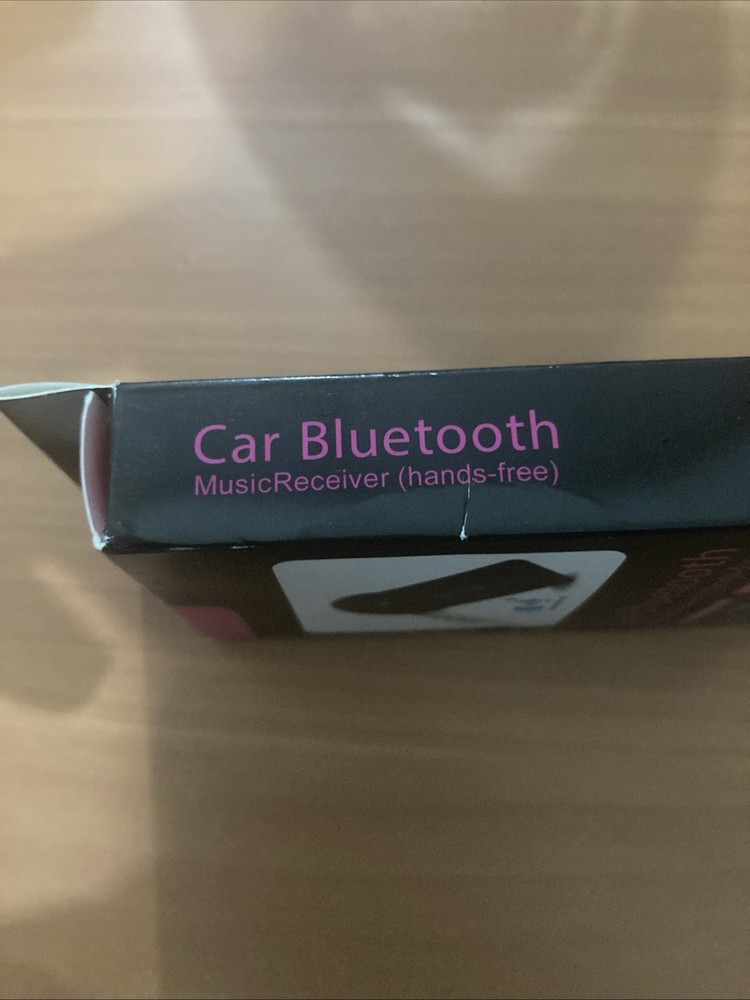 Car Bluetooth
MusicReceiver (hands-free)